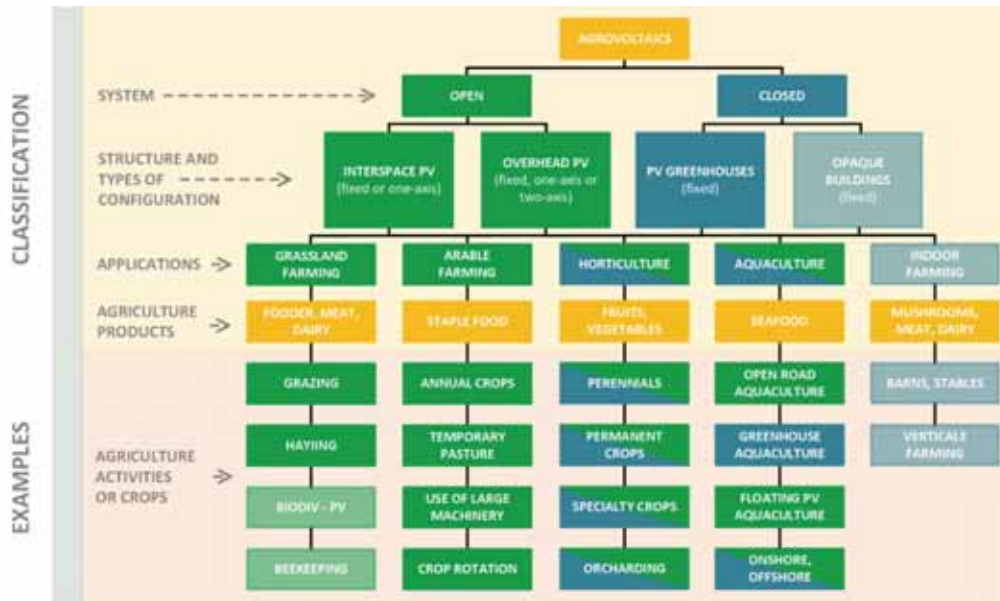 AGROVOLTAICS
CLASSIFICATION
SYSTEM
OPEN
CLOSED
STRUCTURE AND
TYPES OF
CONFIGURATION
INTERSPACE PV
(fixed or one-axis)
OVERHEAD PV
(fixed, one-axis or
two-axis)
PV GREENHOUSES
(fixed)
OPAQUE
BUILDINGS
(fixed)
APPLICATIONS
GRASSLAND
FARMING
ARABLE
FARMING
HORTICULTURE
AQUACULTURE
INDOOR
FARMING
AGRICULTURE
PRODUCTS
FODDER, MEAT,
DAIRY
STAPLE FOOD
FRUITS,
VEGETABLES
SEAFOOD
MUSHROOMS,
MEAT, DAIRY
EXAMPLES
AGRICULTURE
ACTIVITIES
OR CROPS
GRAZING
ANNUAL CROPS
PERENNIALS
OPEN ROAD
AQUACULTURE
BARNS, STABLES
HAYIING
TEMPORARY
PASTURE
PERMANENT
CROPS
GREENHOUSE
AQUACULTURE
VERTICALE
FARMING
BIODIV - PV
USE OF LARGE
MACHINERY
SPECIALTY CROPS
FLOATING PV
AQUACULTURE
BEEKEEPING
CROP ROTATION
ORCHARDING
ONSHORE,
OFFSHORE